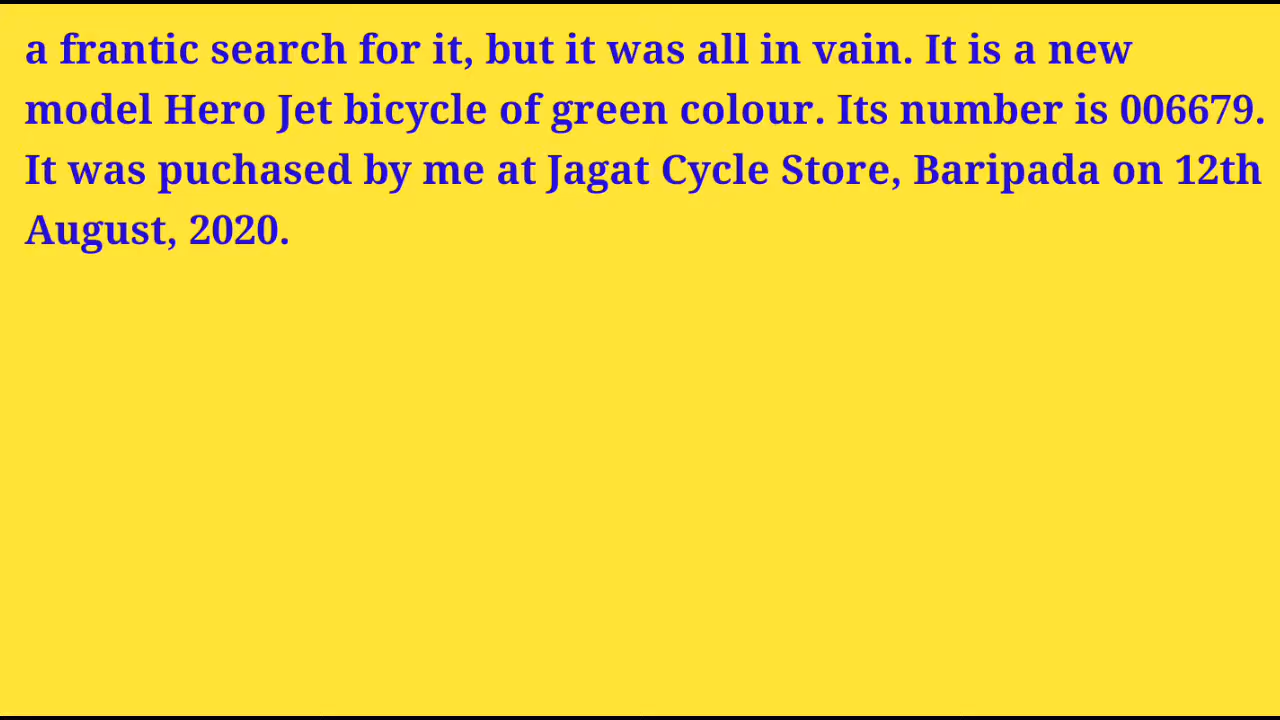 a frantic search for it, but it was all in vain. It is a new
model Hero Jet bicycle of green colour. Its number is 006679.
It was puchased by me at Jagat Cycle Store, Baripada on 12th
August, 2020.